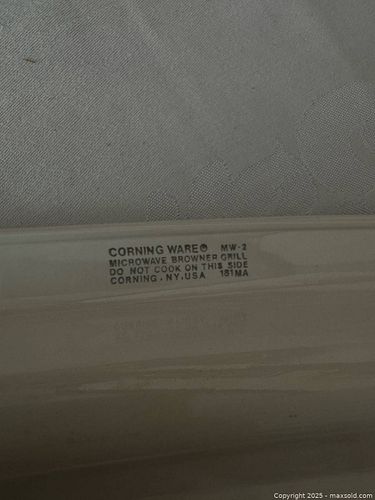 CORNING WARE® MW-2
MICROWAVE BROWNER GRILL
DO NOT COOK ON THIS SIDE
CORNING, NY, USA 181MA
Copyright © 2025 - maxsold.com